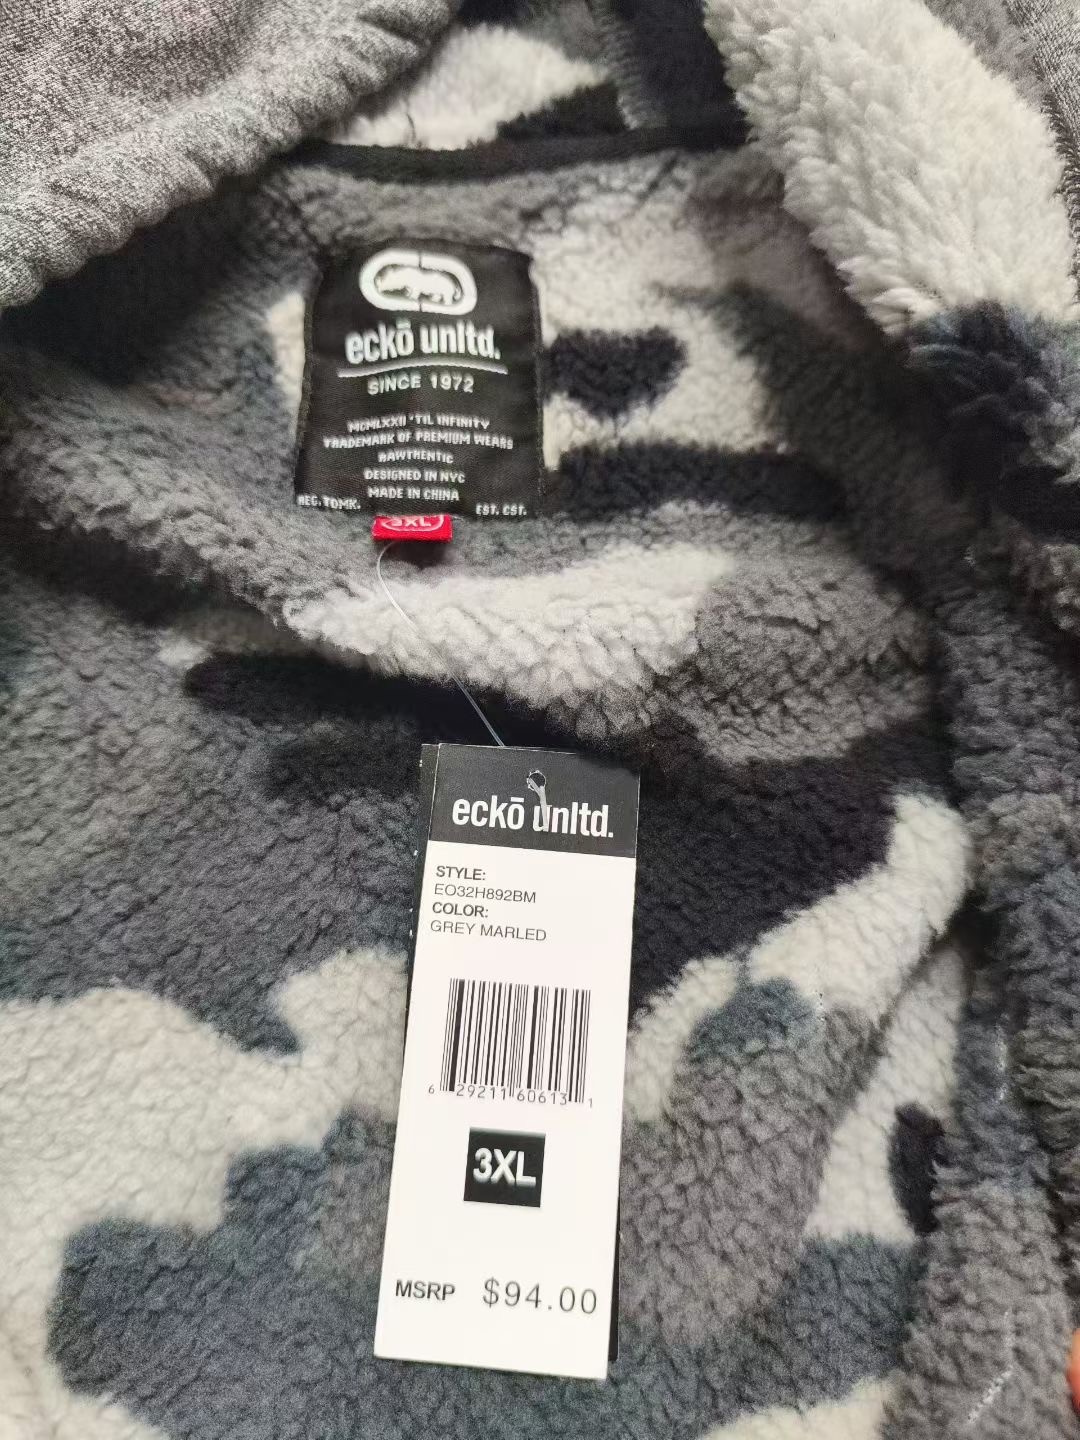 eckō unltd.
SINCE 1972
MCMLXXII 'TIL INFINITY
TRADEMARK OF PREMIUM WEARS
RAWTHENTIC
DESIGNED IN NYC
MADE IN CHINA
REG. TDMK.
EST. CST.
3XL
eckō unltd.
STYLE:
EO32H892BM
COLOR:
GREY MARLED
6 29211 60613 1
3XL
MSRP $94.00